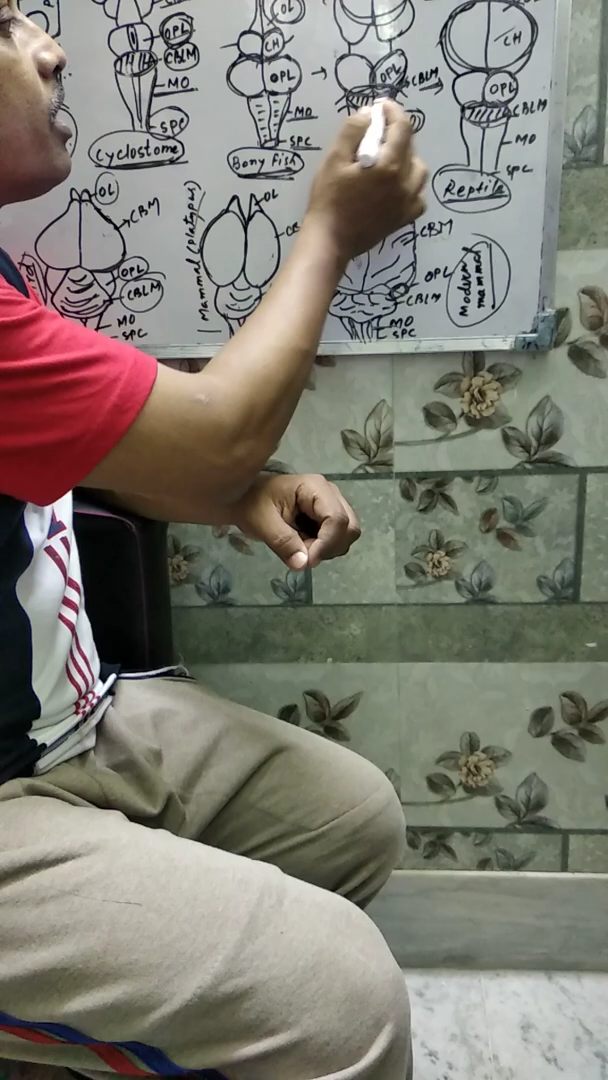 OPL
CBLM
MO
SPC
Cyclostome
OL
CH
OPL
MO
SPC
Bony Fish
OPL
CBLM
CH
OPL
CBLM
MO
SPC
Reptile
OL
CBM
OPL
CBLM
MO
SPC
Mammal (platypus)
OL
CBM
OPL
CBLM
MO
SPC
Modern
mammal